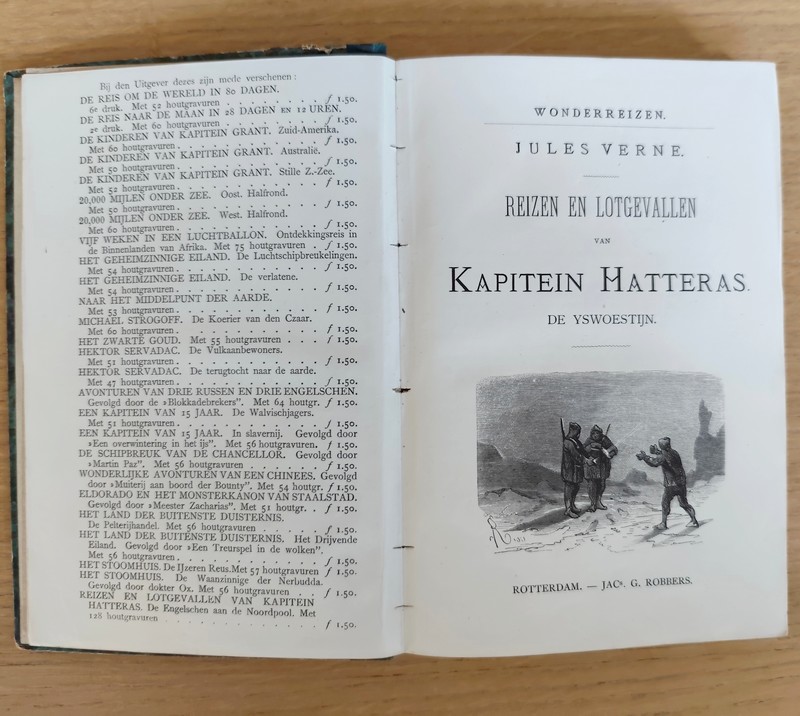 Bij den Uitgever dezes zijn mede verschenen:
DE REIS OM DE WERELD IN 80 DAGEN.
6e druk. Met 52 houtgravuren . . . . . . . . ƒ 1.50.
DE REIS NAAR DE MAAN IN 28 DAGEN EN 12 UREN.
2e druk. Met 60 houtgravuren . . . . . . . . ƒ 1.50.
DE KINDEREN VAN KAPITEIN GRANT. Zuid-Amerika.
Met 60 houtgravuren . . . . . . . . . . . ƒ 1.50.
DE KINDEREN VAN KAPITEIN GRANT. Australië.
Met 50 houtgravuren . . . . . . . . . . . ƒ 1.50.
DE KINDEREN VAN KAPITEIN GRANT. Stille Z.-Zee.
Met 52 houtgravuren . . . . . . . . . . . ƒ 1.50.
20,000 MIJLEN ONDER ZEE. Oost. Halfrond.
Met 50 houtgravuren . . . . . . . . . . . ƒ 1.50.
20,000 MIJLEN ONDER ZEE. West. Halfrond.
Met 60 houtgravuren . . . . . . . . . . . ƒ 1.50.
VIJF WEKEN IN EEN LUCHTBALLON. Ontdekkingsreis in
de Binnenlanden van Afrika. Met 75 houtgravuren . ƒ 1.50.
HET GEHEIMZINNIGE EILAND. De Luchtschipbreukelingen.
Met 54 houtgravuren . . . . . . . . . . . ƒ 1.50.
HET GEHEIMZINNIGE EILAND. De verlatene.
Met 54 houtgravuren . . . . . . . . . . . ƒ 1.50.
NAAR HET MIDDELPUNT DER AARDE.
Met 53 houtgravuren . . . . . . . . . . . ƒ 1.50.
MICHAEL STROGOFF. De Koerier van den Czaar.
Met 60 houtgravuren . . . . . . . . . . . ƒ 1.50.
HET ZWARTE GOUD. Met 55 houtgravuren . . . ƒ 1.50.
HEKTOR SERVADAC. De Vulkaanbewoners.
Met 51 houtgravuren . . . . . . . . . . . ƒ 1.50.
HEKTOR SERVADAC. De terugtocht naar de aarde.
Met 47 houtgravuren . . . . . . . . . . . ƒ 1.50.
AVONTUREN VAN DRIE RUSSEN EN DRIE ENGELSCHEN.
Gevolgd door de »Blokkadebrekers”. Met 64 houtgr. ƒ 1.50.
EEN KAPITEIN VAN 15 JAAR. De Walvischjagers.
Met 51 houtgravuren . . . . . . . . . . . ƒ 1.50.
EEN KAPITEIN VAN 15 JAAR. In slavernij. Gevolgd door
»Een overwintering in het ijs”. Met 56 houtgravuren. ƒ 1.50.
DE SCHIPBREUK VAN DE CHANCELLOR. Gevolgd door
»Martin Paz”. Met 56 houtgravuren . . . . . . ƒ 1.50.
WONDERLIJKE AVONTUREN VAN EEN CHINEES. Gevolgd
door »Muiterij aan boord der Bounty”. Met 54 houtgr. ƒ 1.50.
ELDORADO EN HET MONSTERKANON VAN STAALSTAD.
Gevolgd door »Meester Zacharias”. Met 51 houtgr. . ƒ 1.50.
HET LAND DER BUITENSTE DUISTERNIS.
De Pelterijhandel. Met 56 houtgravuren . . . . . ƒ 1.50.
HET LAND DER BUITENSTE DUISTERNIS. Het Drijvende
Eiland. Gevolgd door »Een Treurspel in de wolken”.
Met 56 houtgravuren . . . . . . . . . . . ƒ 1.50.
HET STOOMHUIS. De IJzeren Reus. Met 57 houtgravuren ƒ 1.50.
HET STOOMHUIS. De Waanzinnige der Nerbudda.
Gevolgd door dokter Ox. Met 56 houtgravuren . . ƒ 1.50.
REIZEN EN LOTGEVALLEN VAN KAPITEIN
HATTERAS. De Engelschen aan de Noordpool. Met
128 houtgravuren . . . . . . . . . . . . ƒ 1.50.
WONDERREIZEN.
JULES VERNE.
REIZEN EN LOTGEVALLEN
VAN
KAPITEIN HATTERAS.
DE YSWOESTIJN.
ROTTERDAM. — JACs. G. ROBBERS.